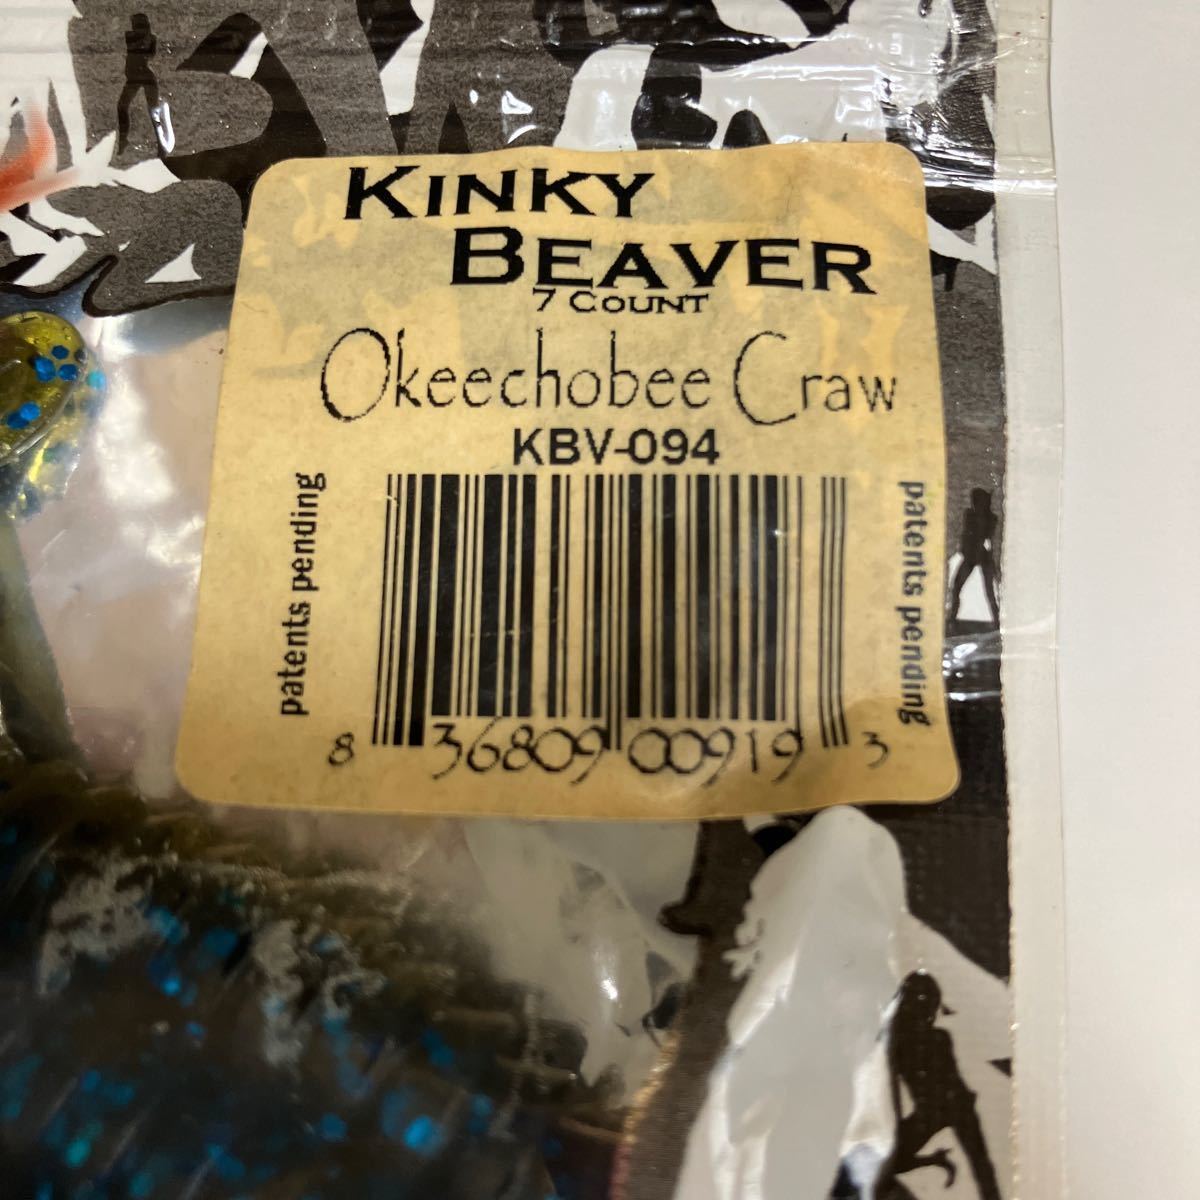 KINKY
BEAVER
7 COUNT
Okeechobee Craw
KBV-094
patents pending
patents pending
8 36809 00919 3